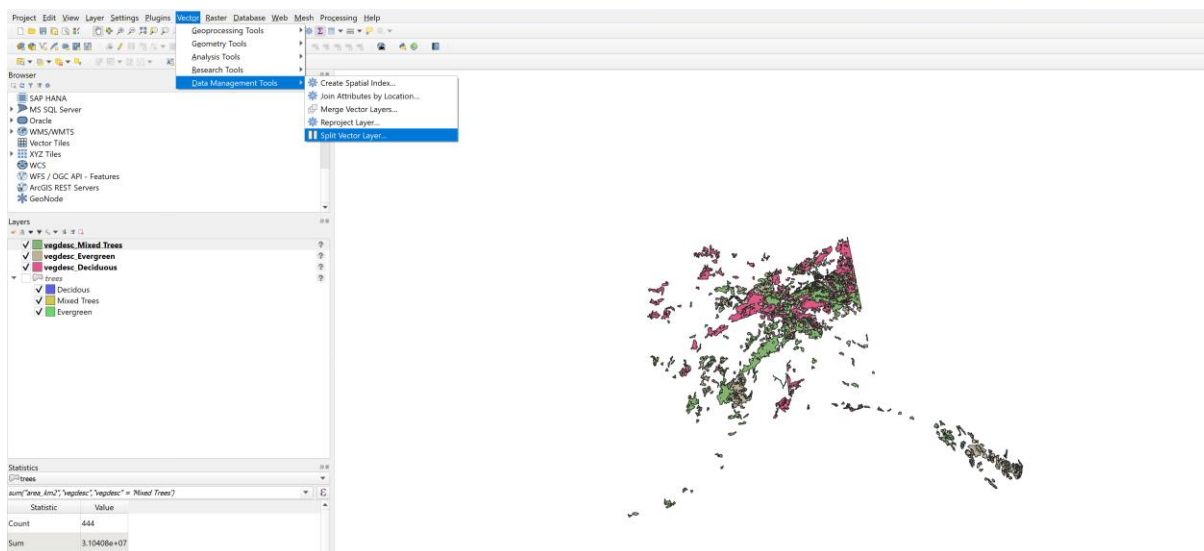 Project Edit View Layer Settings Plugins Vector Raster Database Web Mesh Processing Help
Geoprocessing Tools
Geometry Tools
Analysis Tools
Research Tools
Data Management Tools
Create Spatial Index...
Join Attributes by Location...
Merge Vector Layers...
Reproject Layer...
Split Vector Layer...
Browser
SAP HANA
MS SQL Server
Oracle
WMS/WMTS
Vector Tiles
XYZ Tiles
WCS
WFS / OGC API - Features
ArcGIS REST Servers
GeoNode
Layers
vegdesc_Mixed Trees
vegdesc_Evergreen
vegdesc_Deciduous
trees
Decidous
Mixed Trees
Evergreen
Statistics
trees
sum("area_km2","vegdesc","vegdesc" = 'Mixed Trees')
Statistic Value
Count 444
Sum 3.10408e+07